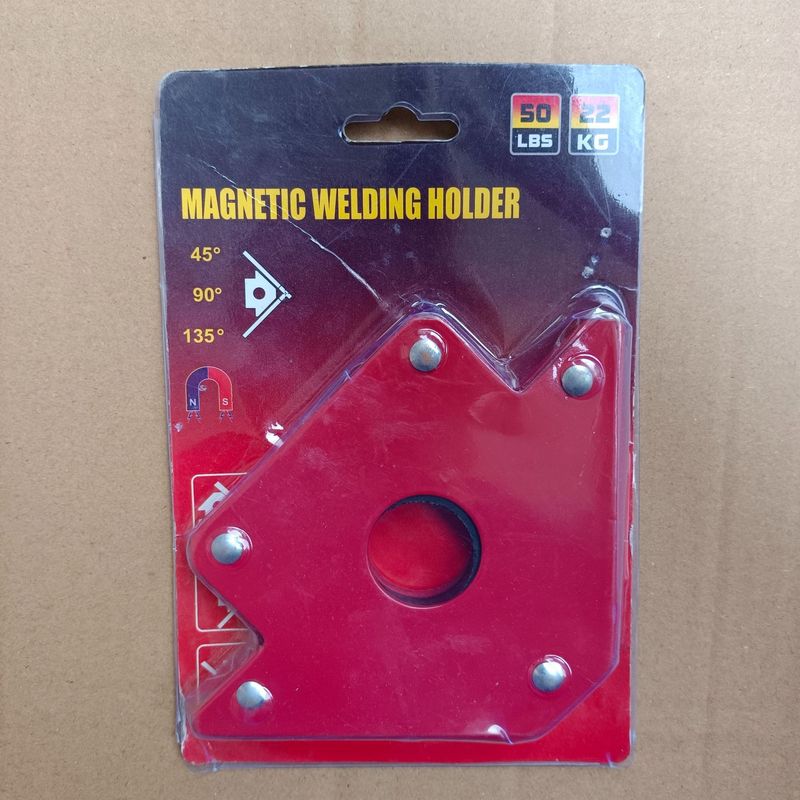 50
LBS
22
KG
MAGNETIC WELDING HOLDER
45°
90°
135°
N S